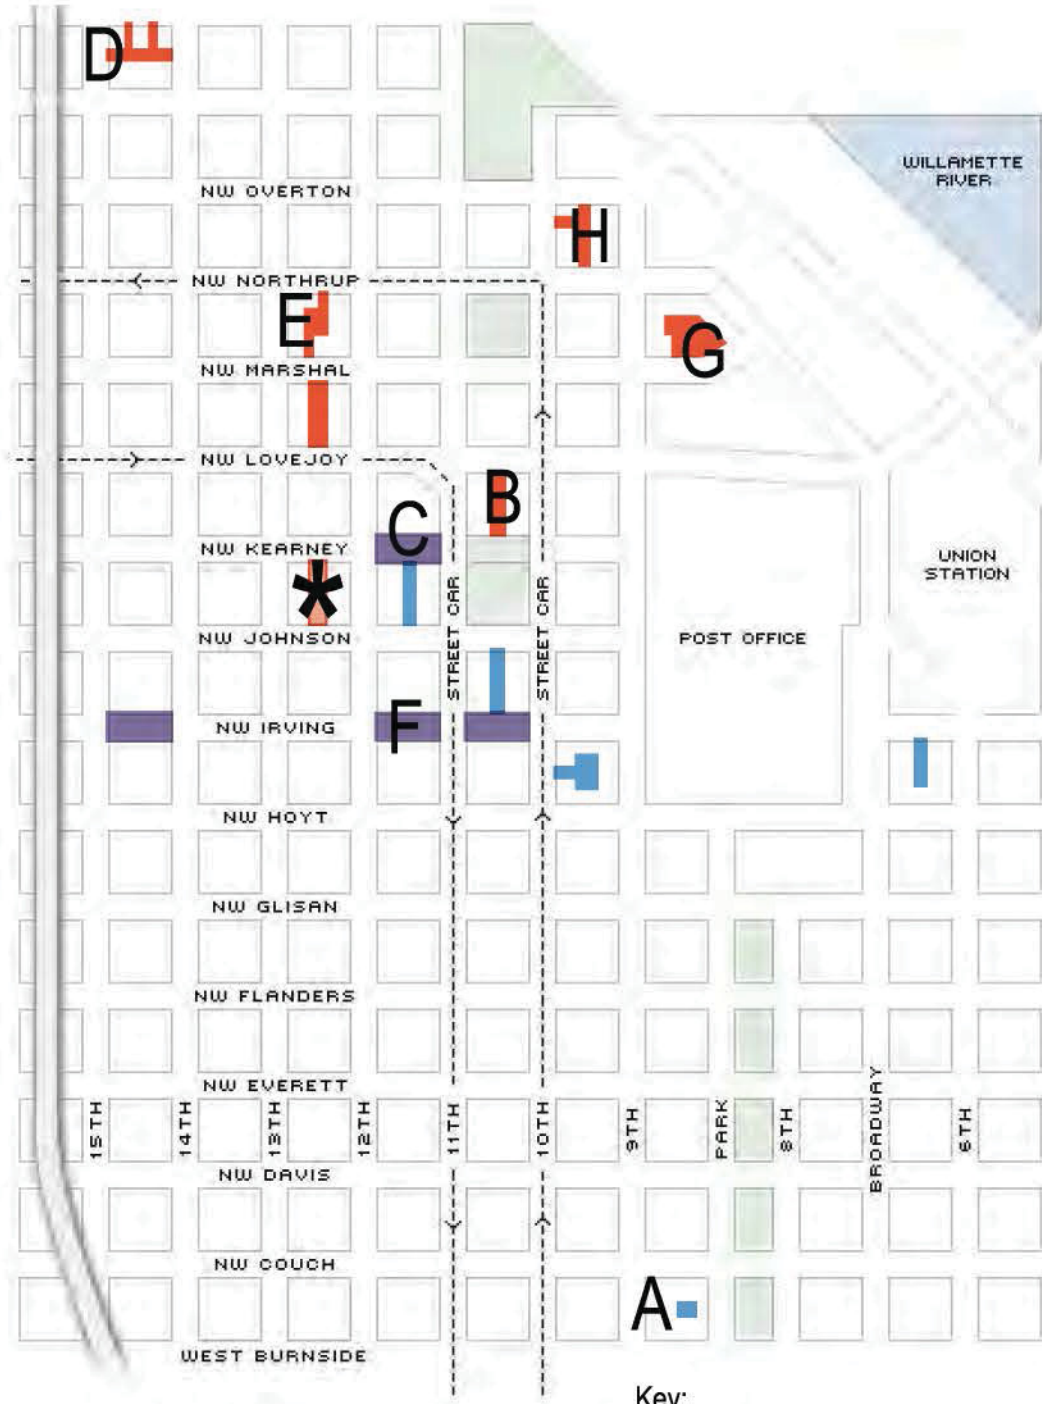 D
WILLAMETTE
RIVER
NW OVERTON
H
NW NORTHRUP
E
G
NW MARSHAL
NW LOVEJOY
B
C
NW KEARNEY
UNION
STATION
*
STREET CAR
STREET CAR
NW JOHNSON
POST OFFICE
F
NW IRVING
NW HOYT
NW GLISAN
NW FLANDERS
NW EVERETT
15TH
14TH
13TH
12TH
11TH
10TH
9TH
PARK
8TH
BROADWAY
6TH
NW DAVIS
NW COUCH
A
WEST BURNSIDE
Key: